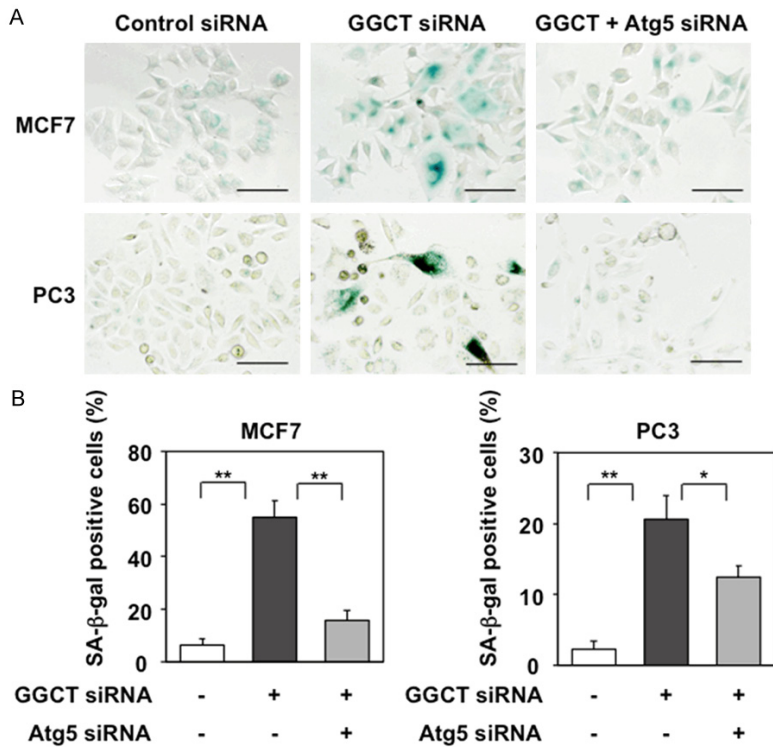 A
Control siRNA GGCT siRNA GGCT + Atg5 siRNA
MCF7
PC3
B
MCF7
SA-β-gal positive cells (%)
80
60
40
20
0
** **
GGCT siRNA - + +
Atg5 siRNA - - +
PC3
SA-β-gal positive cells (%)
30
20
10
0
** *
GGCT siRNA - + +
Atg5 siRNA - - +